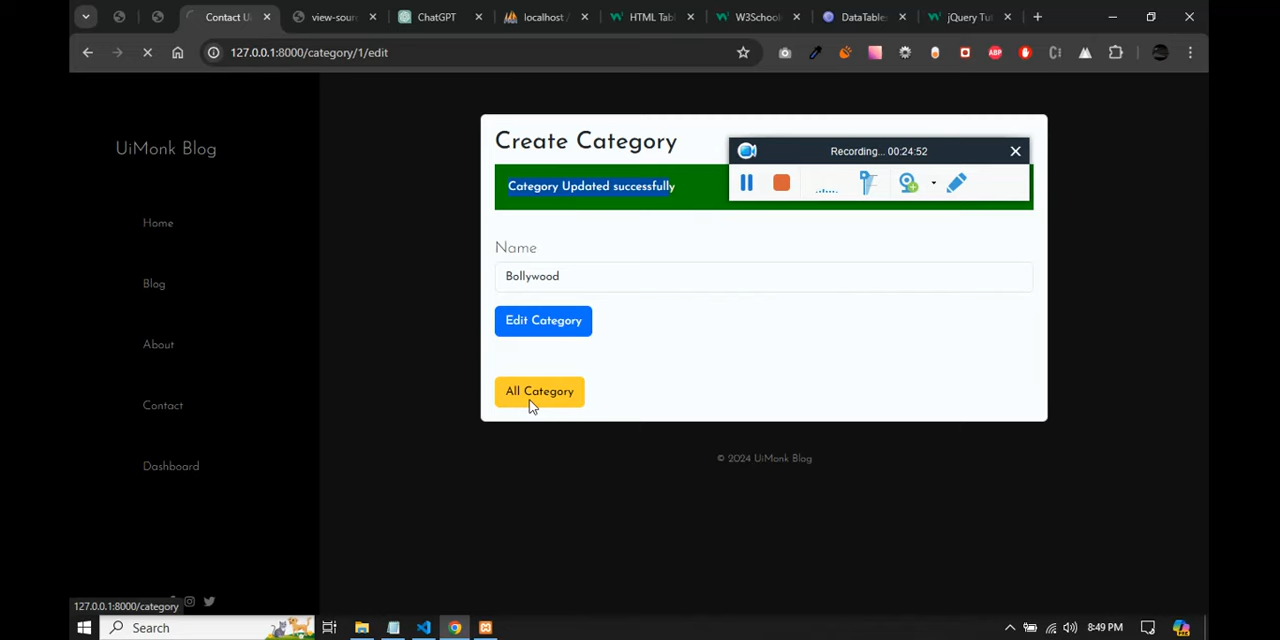 Contact U
view-sour
ChatGPT
localhost /
HTML Tab
W3School
DataTable
jQuery Tut
127.0.0.1:8000/category/1/edit
UiMonk Blog
Home
Blog
About
Contact
Dashboard
Create Category
Recording... 00:24:52
Category Updated successfully
Name
Bollywood
Edit Category
All Category
© 2024 UiMonk Blog
127.0.0.1:8000/category
Search
8:49 PM